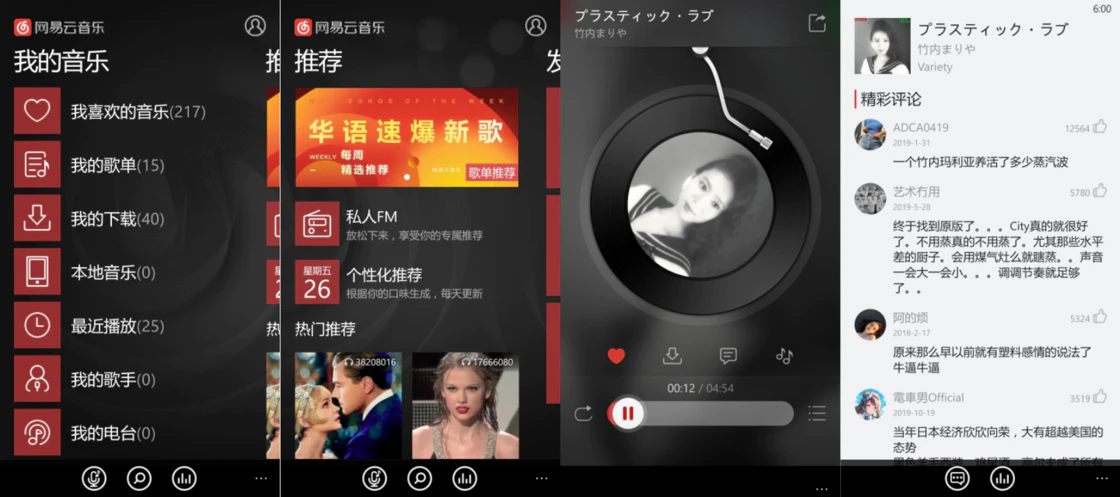 网易云音乐
我的音乐
推
我喜欢的音乐(217)
我的歌单(15)
我的下载(40)
本地音乐(0)
最近播放(25)
热
我的歌手(0)
我的电台(0)
网易云音乐
推荐
发
SONGS OF THE WEEK
华语速爆新歌
WEEKLY
每周
精选推荐
歌单推荐
私人FM
放松下来，享受你的专属推荐
星期五
26
个性化推荐
根据你的口味生成，每天更新
热门推荐
38208016
17666080
プラスティック・ラブ
竹内まりや
00:12 / 04:54
6:00
プラスティック・ラブ
竹内まりや
Variety
精彩评论
ADCA0419
12564
2019-1-31
一个竹内玛利亚养活了多少蒸汽波
艺术冇用
5780
2019-5-28
终于找到原版了。。。City真的就很好
了。不用蒸真的不用蒸了。尤其那些水平
差的厨子。会用煤气灶么就瞎蒸。。声音
一会大一会小。。。调调节奏就足够
了。。
阿的烦
5324
2018-2-17
原来那么早以前就有塑料感情的说法了
牛逼牛逼
電車男Official
3519
2019-10-19
当年日本经济欣欣向荣，大有超越美国的
态势